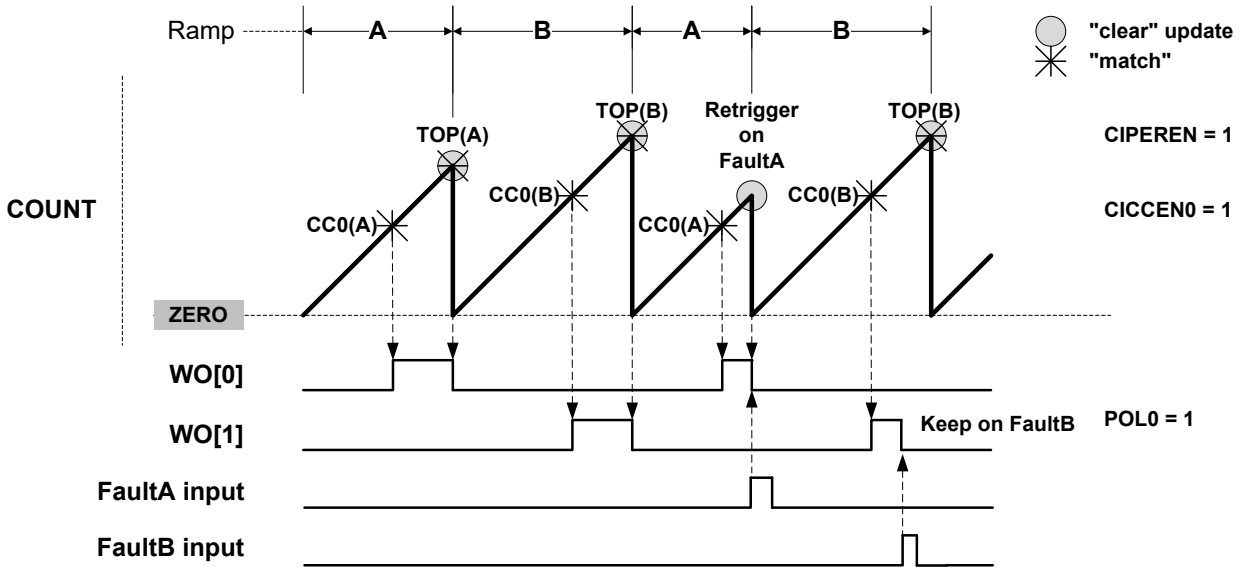 Ramp
A
B
A
B
"clear" update
"match"
TOP(A)
TOP(B)
Retrigger
on
FaultA
TOP(B)
CIPEREN = 1
COUNT
CC0(A)
CC0(B)
CC0(A)
CC0(B)
CICCEN0 = 1
ZERO
WO[0]
WO[1]
Keep on FaultB
POL0 = 1
FaultA input
FaultB input